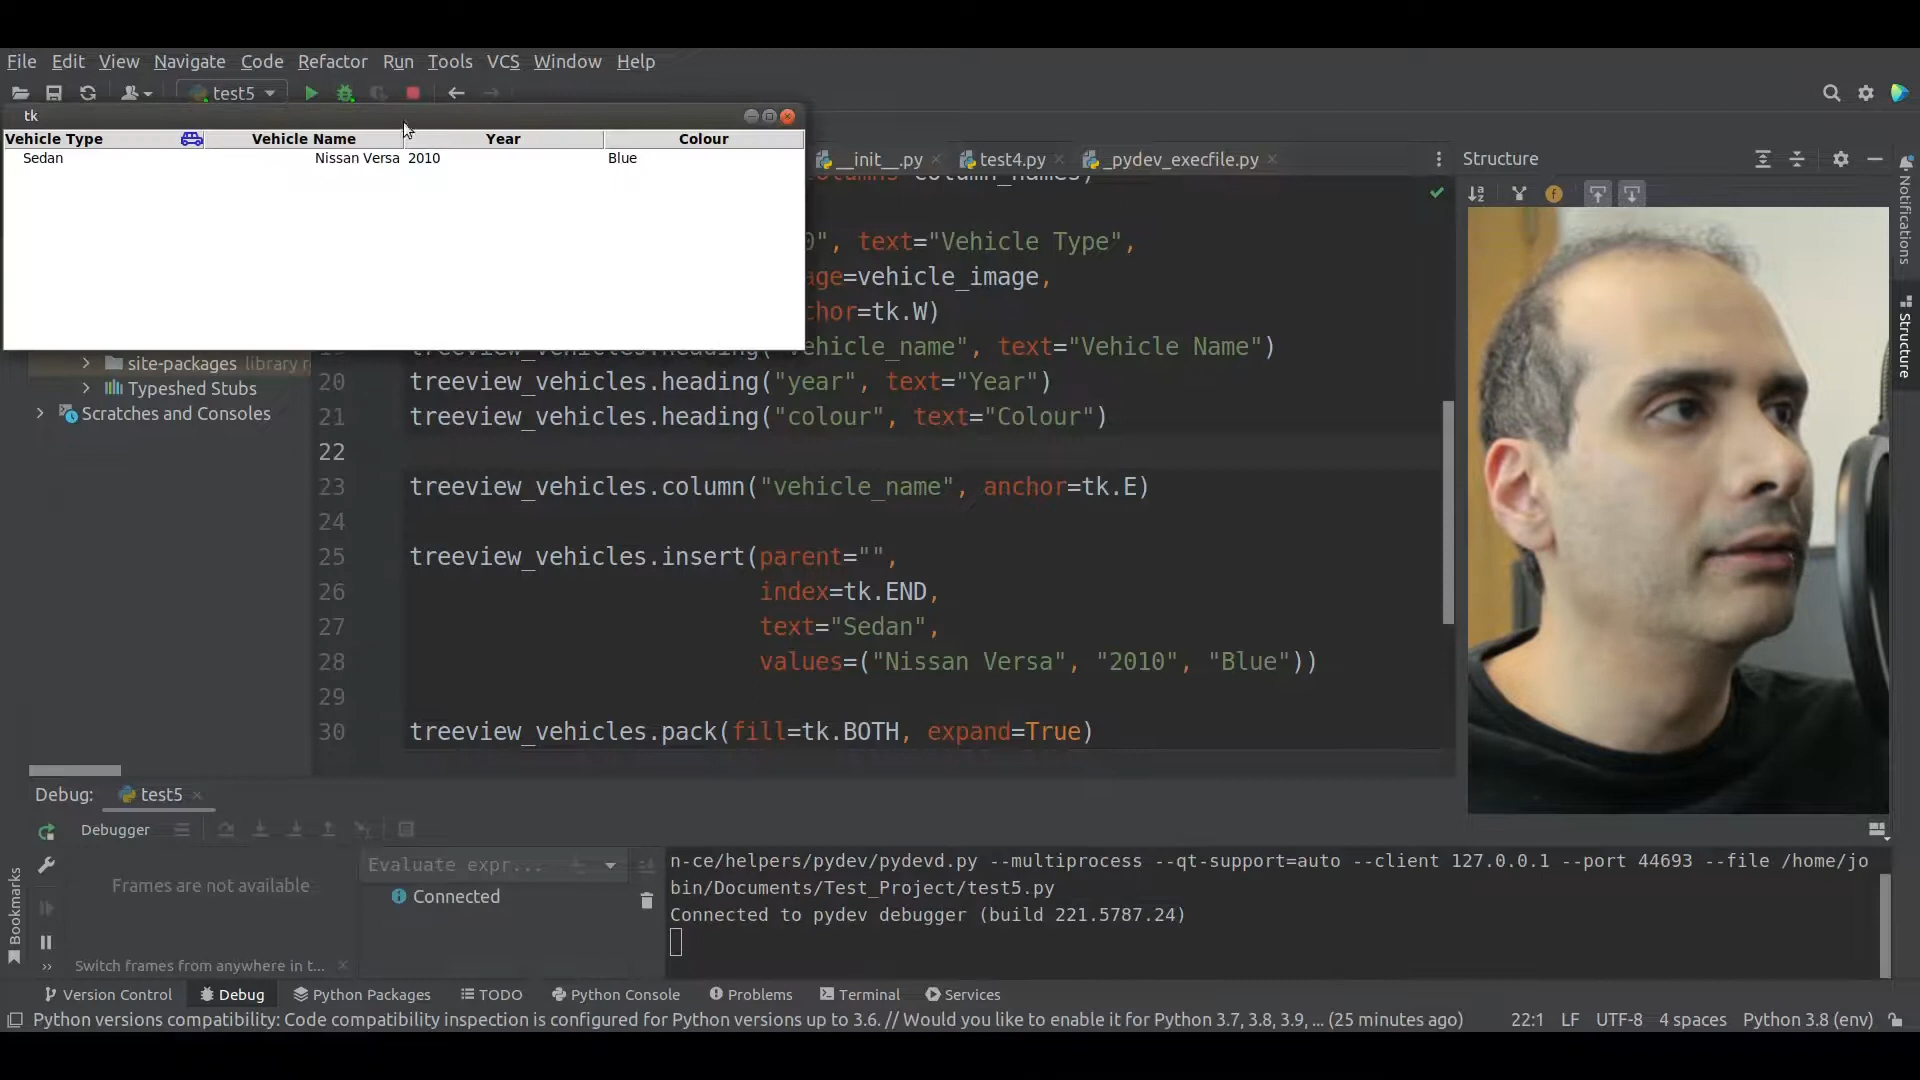 File Edit View Navigate Code Refactor Run Tools VCS Window Help
test5
tk
Vehicle Type Vehicle Name Year Colour
Sedan Nissan Versa 2010 Blue
__init__.py test4.py _pydev_execfile.py
Structure
column_names)
0", text="Vehicle Type",
age=vehicle_image,
chor=tk.W)
treeview_vehicles.heading("vehicle_name", text="Vehicle Name")
20 treeview_vehicles.heading("year", text="Year")
21 treeview_vehicles.heading("colour", text="Colour")
22
23 treeview_vehicles.column("vehicle_name", anchor=tk.E)
24
25 treeview_vehicles.insert(parent="",
26 index=tk.END,
27 text="Sedan",
28 values=("Nissan Versa", "2010", "Blue"))
29
30 treeview_vehicles.pack(fill=tk.BOTH, expand=True)
site-packages library r
Typeshed Stubs
Scratches and Consoles
Notifications
Structure
Debug: test5
Debugger
Frames are not available
Evaluate expr...
Connected
Switch frames from anywhere in t...
n-ce/helpers/pydev/pydevd.py --multiprocess --qt-support=auto --client 127.0.0.1 --port 44693 --file /home/jo
bin/Documents/Test_Project/test5.py
Connected to pydev debugger (build 221.5787.24)
Bookmarks
Version Control Debug Python Packages TODO Python Console Problems Terminal Services
Python versions compatibility: Code compatibility inspection is configured for Python versions up to 3.6. // Would you like to enable it for Python 3.7, 3.8, 3.9, ... (25 minutes ago) 22:1 LF UTF-8 4 spaces Python 3.8 (env)